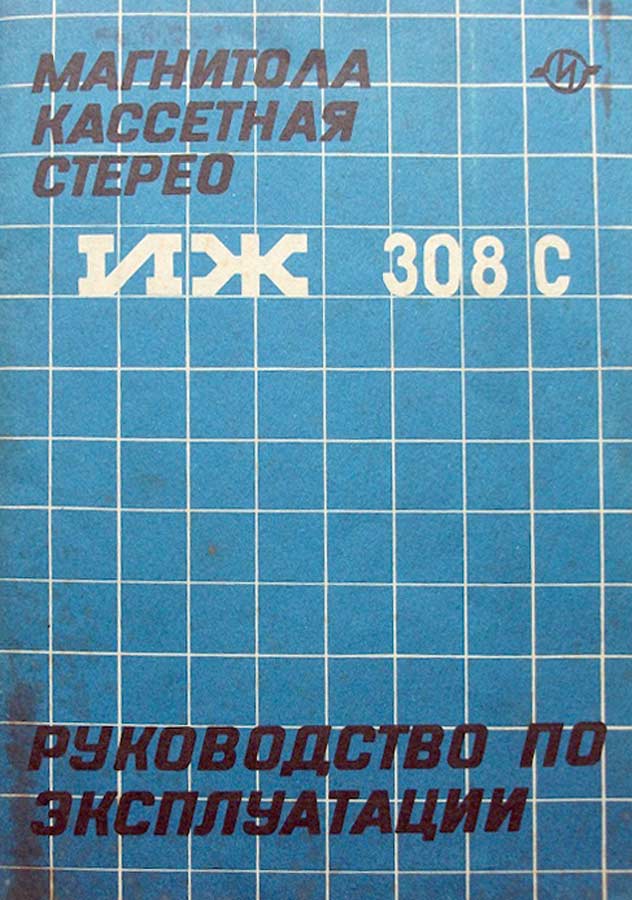 МАГНИТОЛА
КАССЕТНАЯ
СТЕРЕО
И
ИЖ 308 С
РУКОВОДСТВО ПО
ЭКСПЛУАТАЦИИ